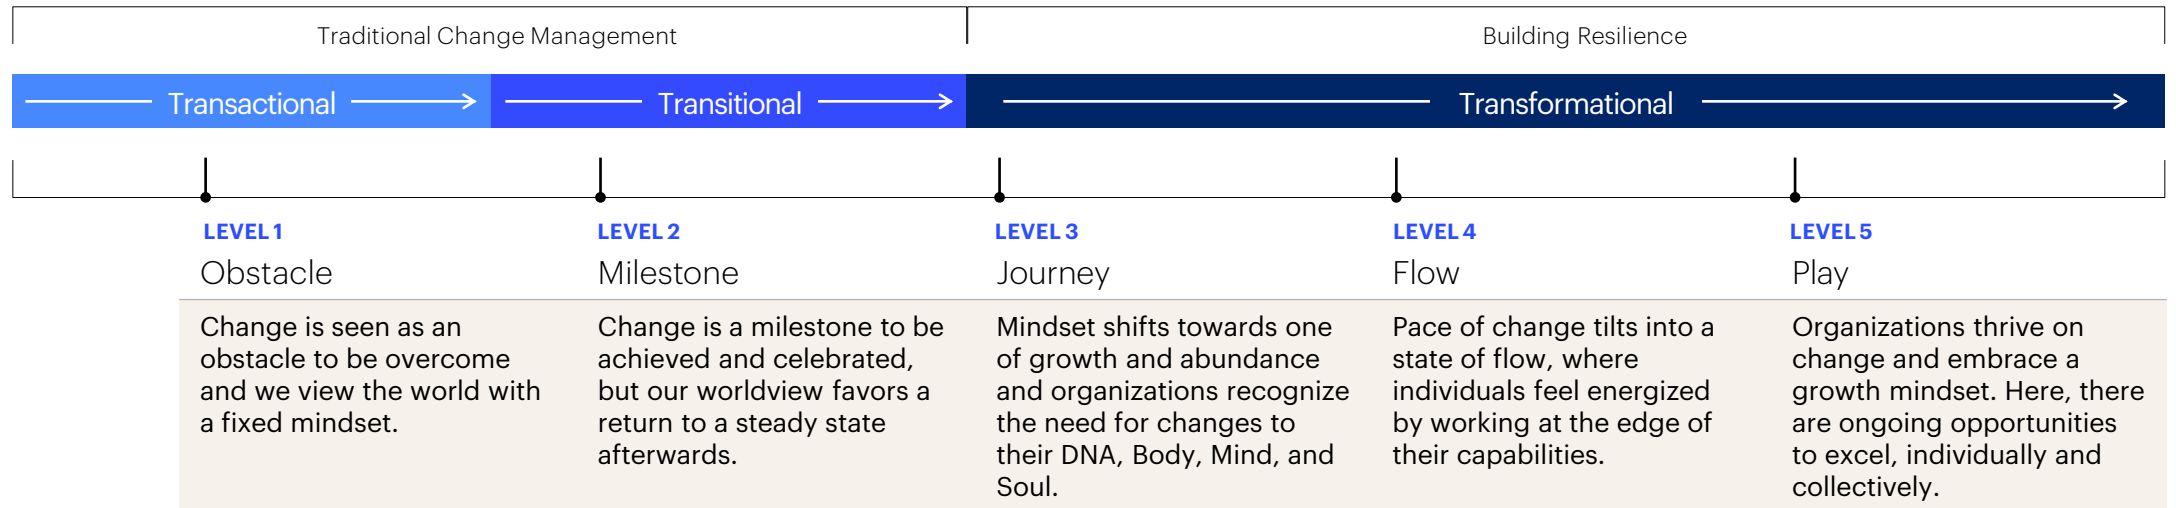 Traditional Change Management
Building Resilience
Transactional
Transitional
Transformational
LEVEL 1
Obstacle
Change is seen as an
obstacle to be overcome
and we view the world with
a fixed mindset.
LEVEL 2
Milestone
Change is a milestone to be
achieved and celebrated,
but our worldview favors a
return to a steady state
afterwards.
LEVEL 3
Journey
Mindset shifts towards one
of growth and abundance
and organizations recognize
the need for changes to
their DNA, Body, Mind, and
Soul.
LEVEL 4
Flow
Pace of change tilts into a
state of flow, where
individuals feel energized
by working at the edge of
their capabilities.
LEVEL 5
Play
Organizations thrive on
change and embrace a
growth mindset. Here, there
are ongoing opportunities
to excel, individually and
collectively.